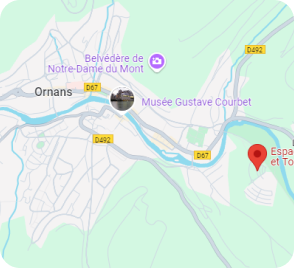 D492
Belvédère de
Notre-Dame du Mont
Ornans
D67
Musée Gustave Courbet
D492
D67
Espa
et To